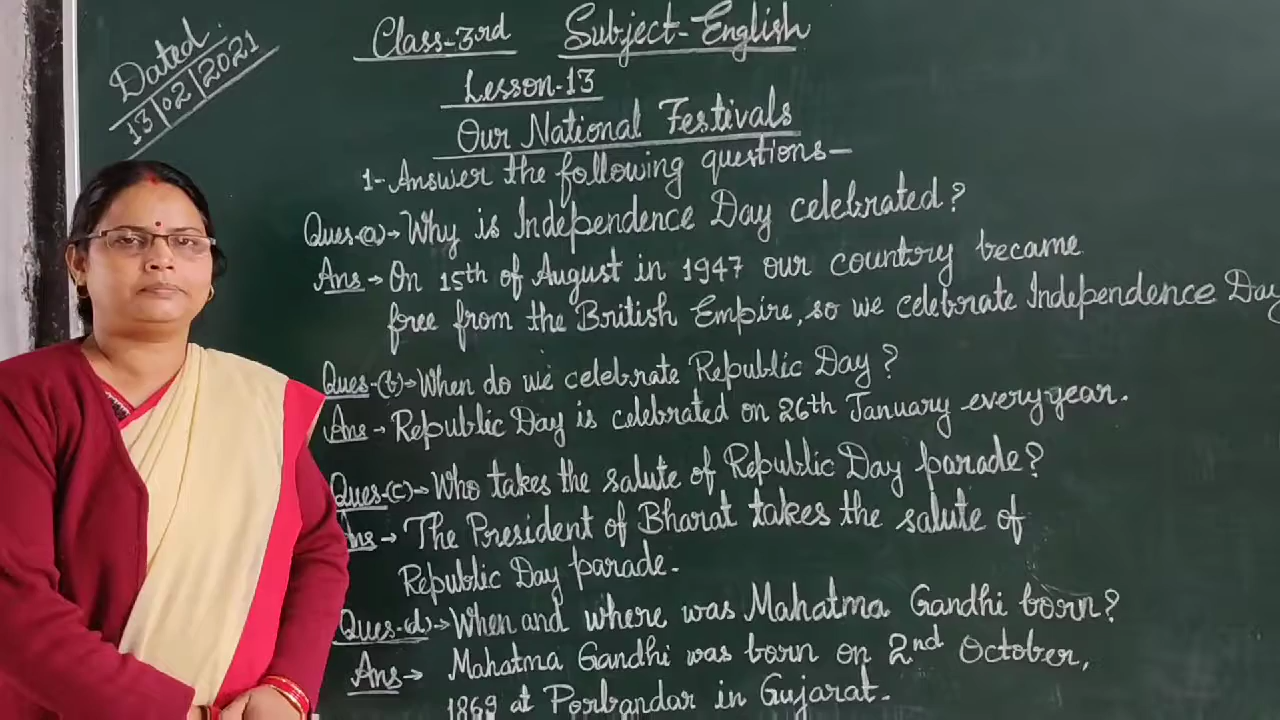 Dated
13/02/2021
Class-3rd Subject-English
Lesson-13
Our National Festivals
1- Answer the following questions-
Ques-(a)→Why is Independence Day celebrated?
Ans→On 15th of August in 1947 our country became
free from the British Empire, so we celebrate Independence Day
Ques-(b)→When do we celebrate Republic Day?
Ans→Republic Day is celebrated on 26th January every year.
Ques-(c)→Who takes the salute of Republic Day parade?
Ans→The President of Bharat takes the salute of
Republic Day parade.
Ques-(d)→When and where was Mahatma Gandhi born?
Ans→Mahatma Gandhi was born on 2nd October,
1869 at Porbandar in Gujarat.